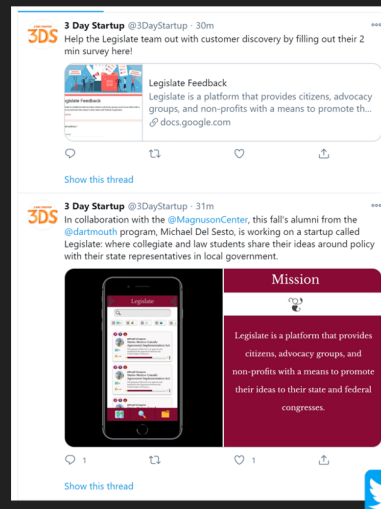 3 Day Startup @3DayStartup · 30m
3DS
Help the Legislate team out with customer discovery by filling out their 2
min survey here!
Legislate Feedback
Legislate is a platform that provides citizens, advocacy
groups, and non-profits with a means to promote th...
docs.google.com
Show this thread
3 Day Startup @3DayStartup · 31m
3DS
In collaboration with the @MagnusonCenter, this fall's alumni from the
@dartmouth program, Michael Del Sesto, is working on a startup called
Legislate: where collegiate and law students share their ideas around policy
with their state representatives in local government.
Legislate
Mission
Legislate is a platform that provides
citizens, advocacy groups, and
non-profits with a means to promote
their ideas to their state and federal
congresses.
1
1
Show this thread